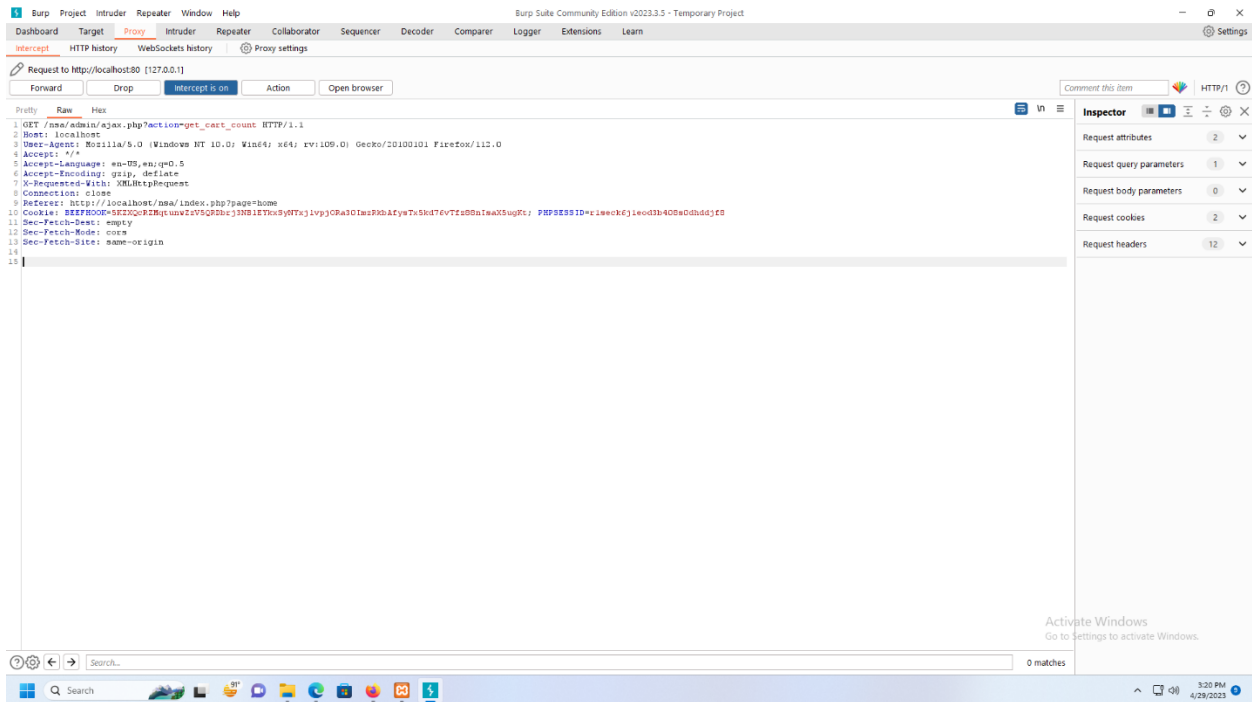 Burp Project Intruder Repeater Window Help
Burp Suite Community Edition v2023.3.5 - Temporary Project
Dashboard Target Proxy Intruder Repeater Collaborator Sequencer Decoder Comparer Logger Extensions Learn
Settings
Intercept HTTP history WebSockets history Proxy settings
Request to http://localhost:80 [127.0.0.1]
Forward Drop Intercept is on Action Open browser
Comment this item HTTP/1
Pretty Raw Hex
\n
Inspector
1 GET /nsa/admin/ajax.php?action=get_cart_count HTTP/1.1
2 Host: localhost
3 User-Agent: Mozilla/5.0 (Windows NT 10.0; Win64; x64; rv:109.0) Gecko/20100101 Firefox/112.0
4 Accept: */*
5 Accept-Language: en-US,en;q=0.5
6 Accept-Encoding: gzip, deflate
7 X-Requested-With: XMLHttpRequest
8 Connection: close
9 Referer: http://localhost/nsa/index.php?page=home
10 Cookie: PHPSESSID=
11 Sec-Fetch-Dest: empty
12 Sec-Fetch-Mode: cors
13 Sec-Fetch-Site: same-origin
14
15
Request attributes 2
Request query parameters 1
Request body parameters 0
Request cookies 2
Request headers 12
Activate Windows
Go to Settings to activate Windows.
Search...
0 matches
Search
91°
3:20 PM
4/29/2023